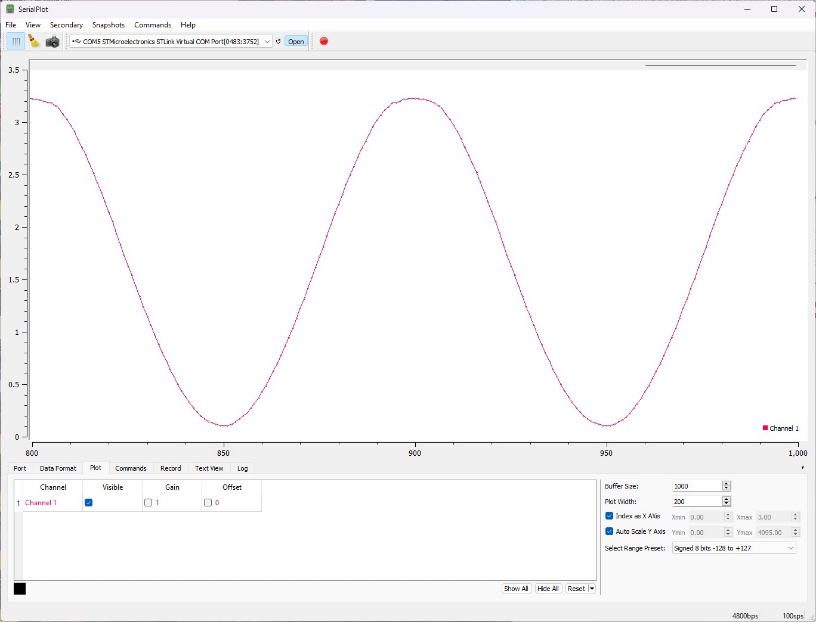 SerialPlot
File View Secondary Snapshots Commands Help
COM5 STMicroelectronics STLink Virtual COM Port[0483:3752] Open
3.5
3
2.5
2
1.5
1
0.5
0
Channel 1
800 850 900 950 1,000
Port Data Format Plot Commands Record Text View Log
Channel Visible Gain Offset
1 Channel 1 1 0
Buffer Size: 1000
Plot Width: 200
Index as X AXis Xmin 0.00 Xmax 3.00
Auto Scale Y Axis Ymin 0.00 Ymax 4095.00
Select Range Preset: Signed 8 bits -128 to +127
Show All Hide All Reset
4800bps 100sps